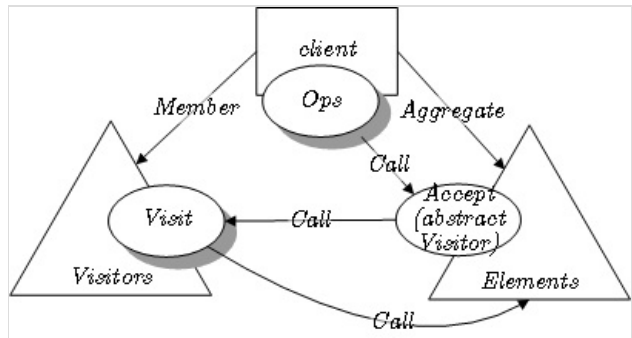 client
Ops
Member
Aggregate
Call
Accept
(abstract
Visitor)
Visit
Call
Visitors
Elements
Call